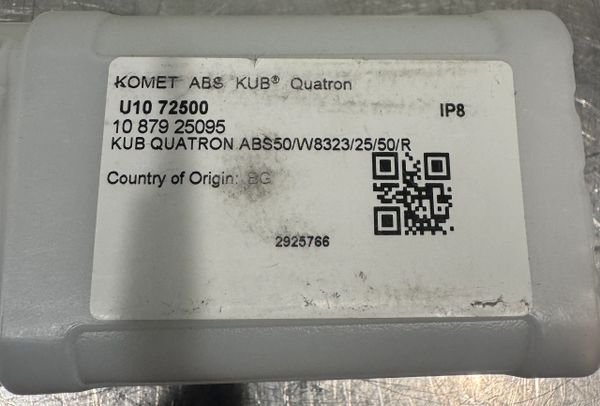 KOMET ABS KUB® Quatron
U10 72500 IP8
10 879 25095
KUB QUATRON ABS50/W8323/25/50/R
Country of Origin: BG
2925766